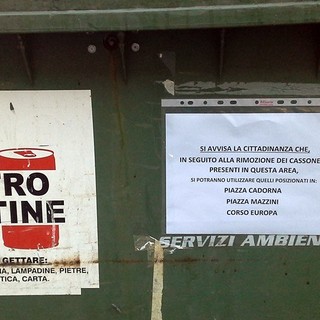 TRO
TINE
GETTARE:
LAMPADINE, PIETRE,
TICA, CARTA.
SI AVVISA LA CITTADINANZA CHE,
IN SEGUITO ALLA RIMOZIONE DEI CASSONE
PRESENTI IN QUESTA AREA,
SI POTRANNO UTILIZZARE QUELLI POSIZIONATI IN:
PIAZZA CADORNA
PIAZZA MAZZINI
CORSO EUROPA
SERVIZI AMBIEN